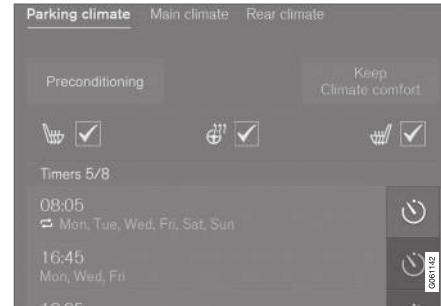 Parking climate Main climate Rear climate
Preconditioning
Keep
Climate comfort
Timers 5/8
08:05
Mon, Tue, Wed, Fri, Sat, Sun
16:45
Mon, Wed, Fri
G061142